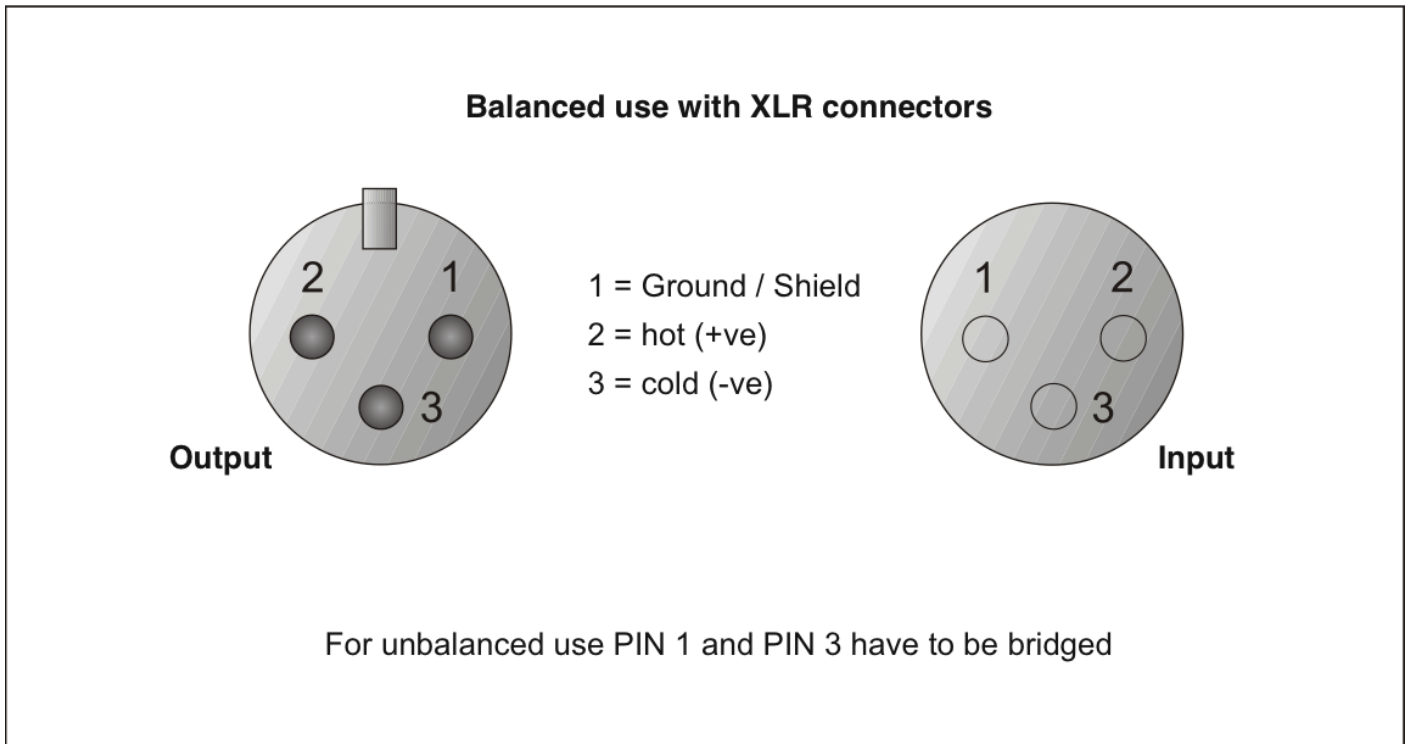 Balanced use with XLR connectors
2 1
3
Output
1 = Ground / Shield
2 = hot (+ve)
3 = cold (-ve)
1 2
3
Input
For unbalanced use PIN 1 and PIN 3 have to be bridged